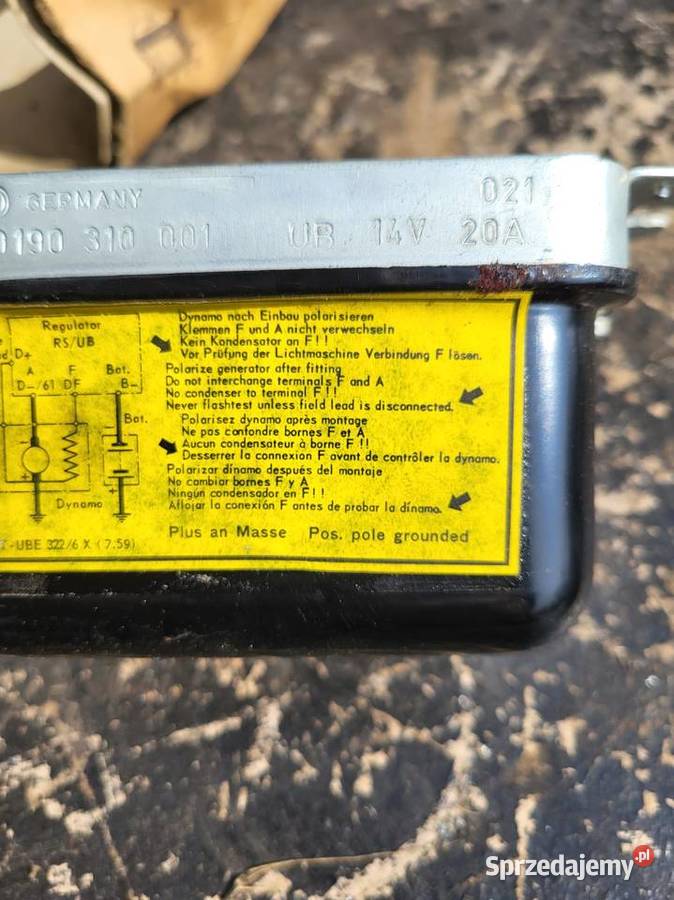 GERMANY 021
0190 310 001 UB 14V 20A
Regulator
RS/UB
D+
A F Bat.
D-/61 DF B-
Bat.
Dynamo
Dynamo nach Einbau polarisieren
Klemmen F und A nicht verwechseln
Kein Kondensator an F!!
Vor Prüfung der Lichtmaschine Verbindung F lösen.
Polarize generator after fitting
Do not interchange terminals F and A
No condenser to terminal F!!
Never flashtest unless field lead is disconnected.
Polarisez dynamo après montage
Ne pas confondre bornes F et A
Aucun condensateur à borne F!!
Desserrer la connexion F avant de contrôler la dynamo.
Polarizar dínamo después del montaje
No cambiar bornes F y A
Ningún condensador en F!!
Aflojar la conexión F antes de probar la dínamo.
Plus an Masse Pos. pole grounded
-UBE 322/6 X (7.59)
Sprzedajemy.pl